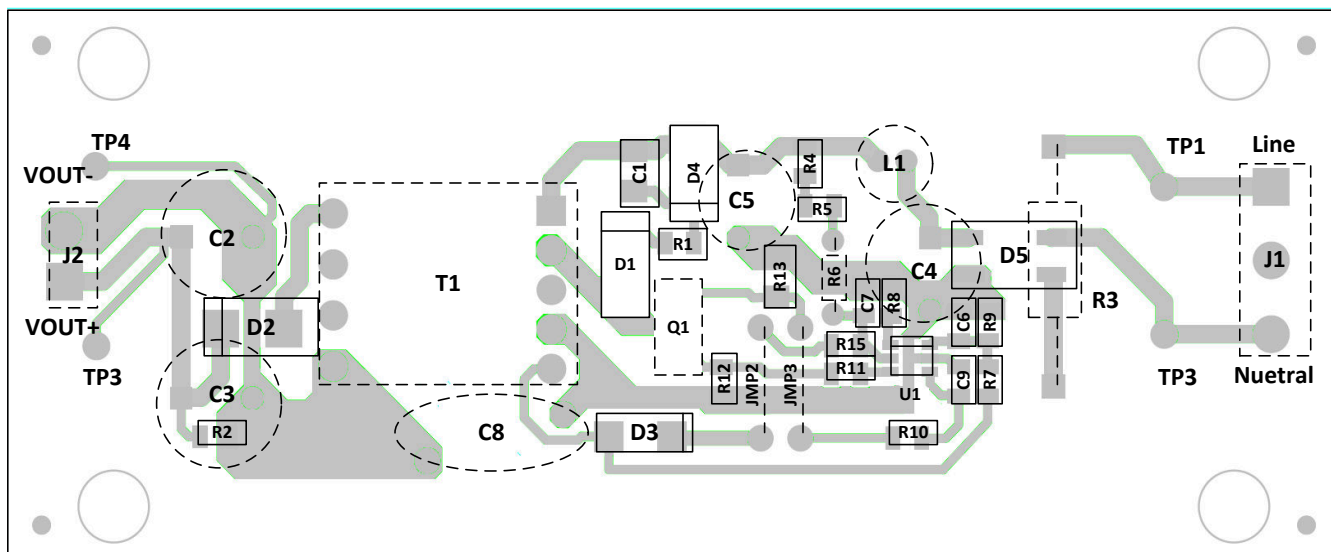 TP4
VOUT-
J2
VOUT+
TP3
C2
D2
C3
R2
T1
C8
C1
D4
D1
R1
Q1
C5
R4
R5
L1
R13
R6
C7
R8
C4
D5
R3
C6
R9
R15
R11
U1
C9
R7
R12
JMP2
JMP3
D3
R10
TP1
Line
J1
TP3
Nuetral